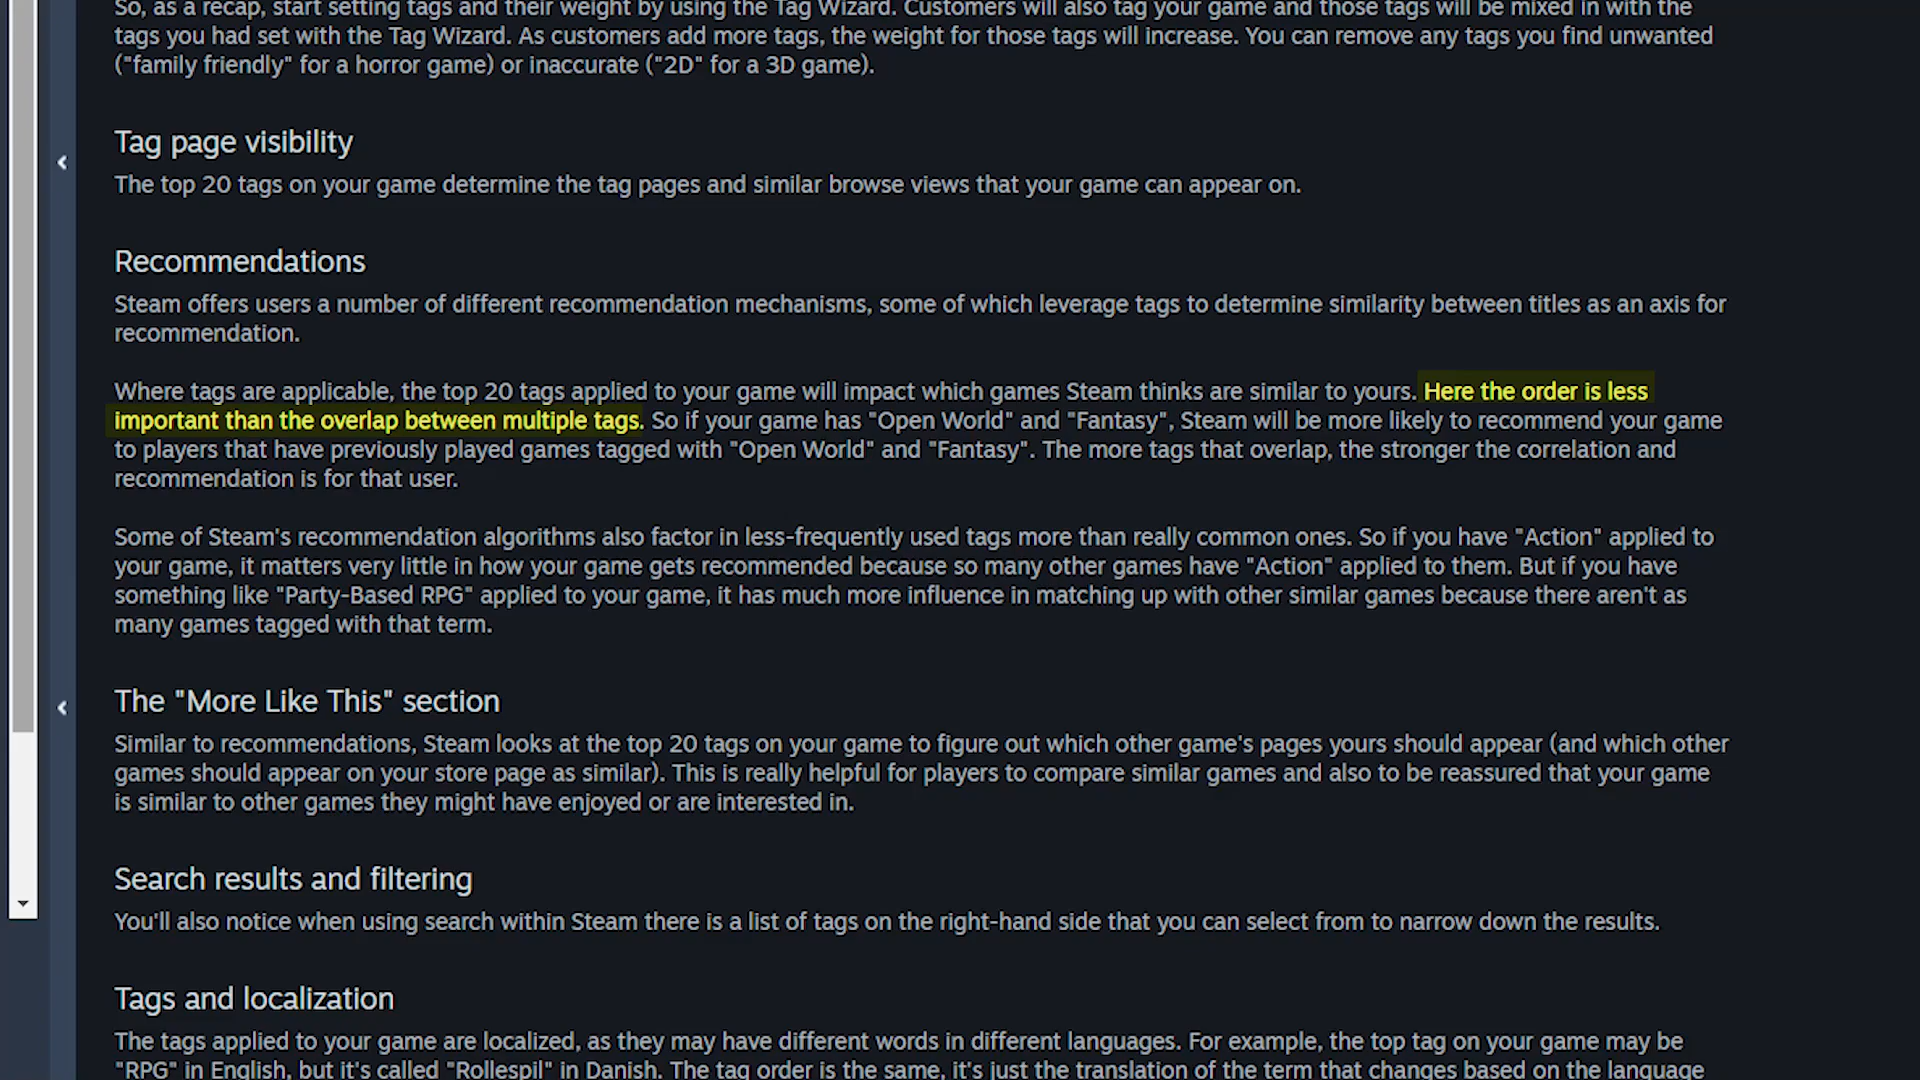 So, as a recap, start setting tags and their weight by using the Tag Wizard. Customers will also tag your game and those tags will be mixed in with the
tags you had set with the Tag Wizard. As customers add more tags, the weight for those tags will increase. You can remove any tags you find unwanted
("family friendly" for a horror game) or inaccurate ("2D" for a 3D game).
Tag page visibility
The top 20 tags on your game determine the tag pages and similar browse views that your game can appear on.
Recommendations
Steam offers users a number of different recommendation mechanisms, some of which leverage tags to determine similarity between titles as an axis for
recommendation.
Where tags are applicable, the top 20 tags applied to your game will impact which games Steam thinks are similar to yours. Here the order is less
important than the overlap between multiple tags. So if your game has "Open World" and "Fantasy", Steam will be more likely to recommend your game
to players that have previously played games tagged with "Open World" and "Fantasy". The more tags that overlap, the stronger the correlation and
recommendation is for that user.
Some of Steam's recommendation algorithms also factor in less-frequently used tags more than really common ones. So if you have "Action" applied to
your game, it matters very little in how your game gets recommended because so many other games have "Action" applied to them. But if you have
something like "Party-Based RPG" applied to your game, it has much more influence in matching up with other similar games because there aren't as
many games tagged with that term.
The "More Like This" section
Similar to recommendations, Steam looks at the top 20 tags on your game to figure out which other game's pages yours should appear (and which other
games should appear on your store page as similar). This is really helpful for players to compare similar games and also to be reassured that your game
is similar to other games they might have enjoyed or are interested in.
Search results and filtering
You'll also notice when using search within Steam there is a list of tags on the right-hand side that you can select from to narrow down the results.
Tags and localization
The tags applied to your game are localized, as they may have different words in different languages. For example, the top tag on your game may be
"RPG" in English, but it's called "Rollespil" in Danish. The tag order is the same, it's just the translation of the term that changes based on the language